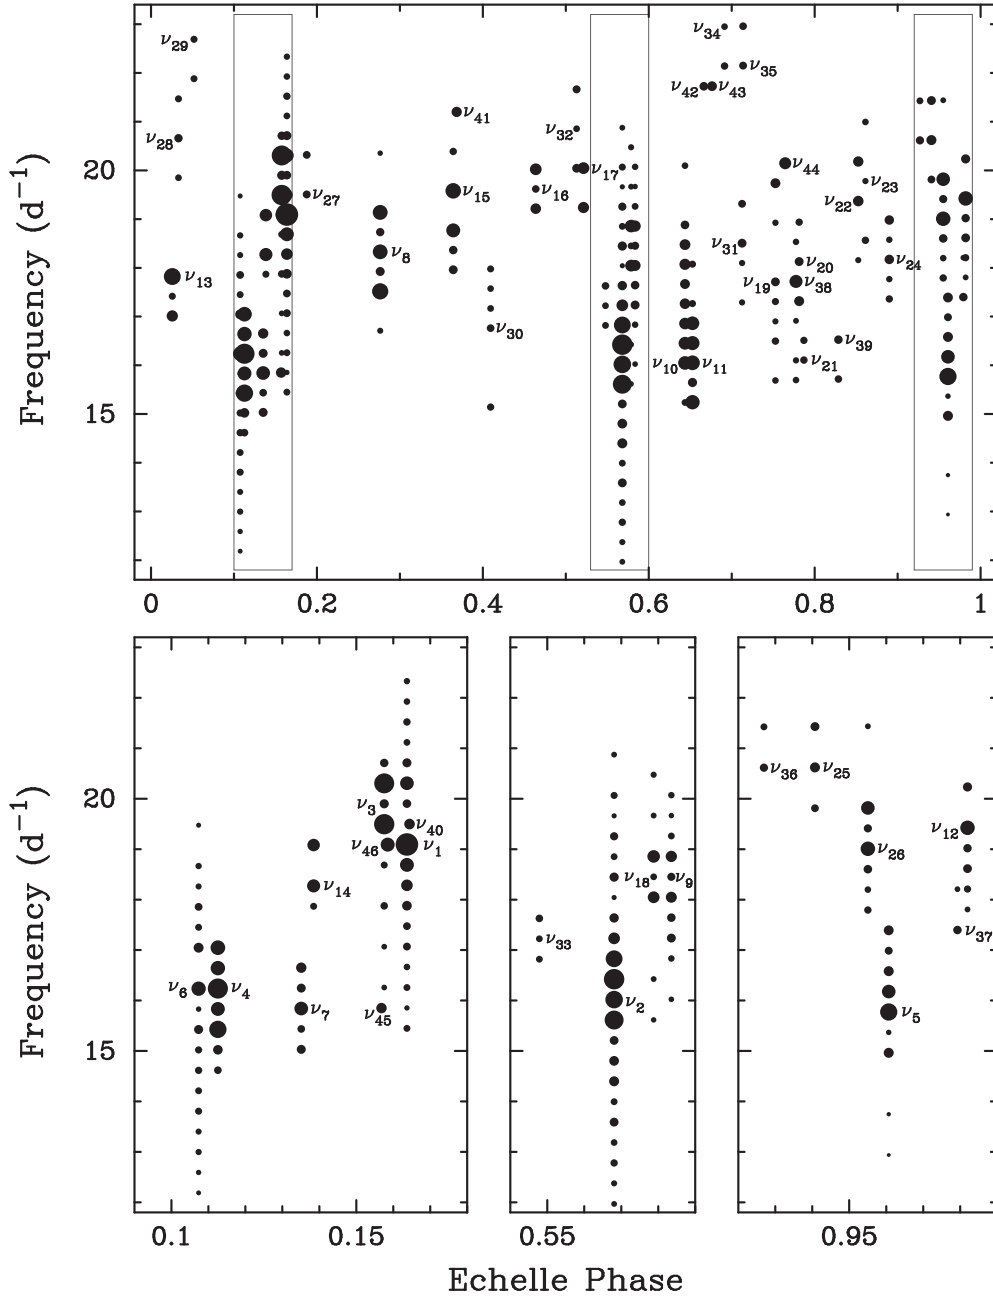 ν34
ν29
ν35
ν42 ν43
ν41
ν32
ν28
ν44
20
ν17
ν23
ν15
ν16
ν22
ν27
ν31
ν8
ν24
ν20
ν13
ν19 ν38
ν30
ν39
ν10 ν11
ν21
15
Frequency (d−1)
0 0.2 0.4 0.6 0.8 1
ν36 ν25
20
ν3
ν40
ν12
ν46 ν1
ν26
ν14
ν18 ν9
ν33
ν37
ν6 ν4
ν2
ν7
ν45
ν5
15
Frequency (d−1)
0.1 0.15 0.55 0.95
Echelle Phase